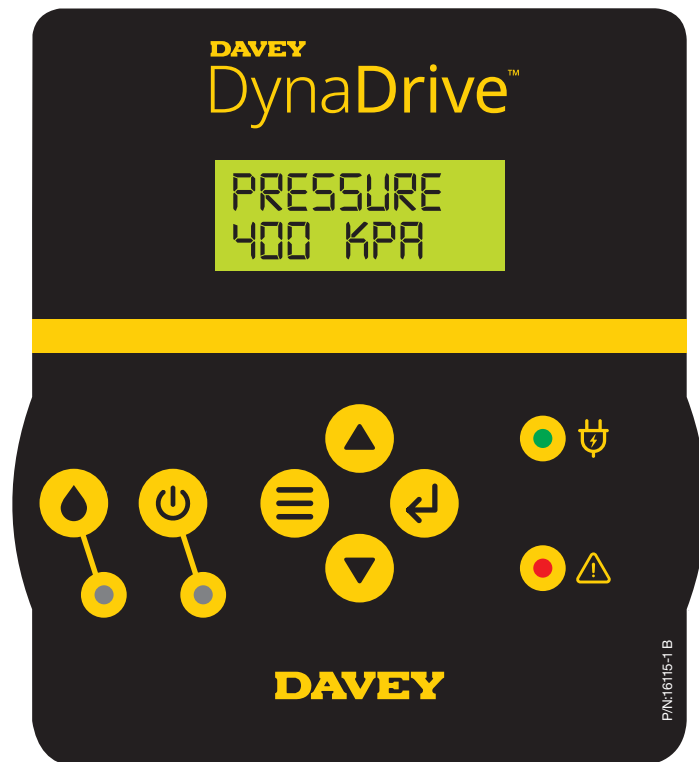 DAVEY
DynaDrive™
PRESSURE
400 KPA
DAVEY
P/N:16115-1 B